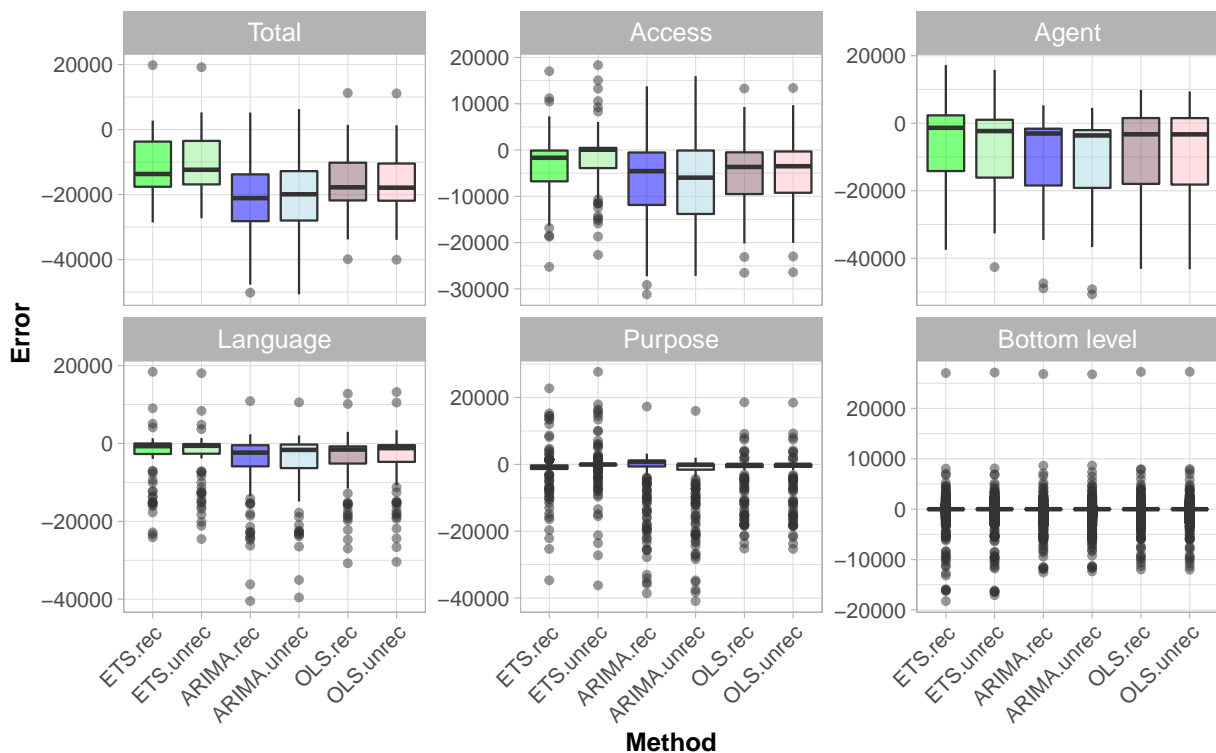 Total
Access
Agent
20000
0
−20000
−40000
20000
10000
0
−10000
−20000
−30000
20000
0
−20000
−40000
Language
Purpose
Bottom level
20000
0
−20000
−40000
20000
0
−20000
−40000
20000
10000
0
−10000
−20000
ETS.rec
ETS.unrec
ARIMA.rec
ARIMA.unrec
OLS.rec
OLS.unrec
ETS.rec
ETS.unrec
ARIMA.rec
ARIMA.unrec
OLS.rec
OLS.unrec
ETS.rec
ETS.unrec
ARIMA.rec
ARIMA.unrec
OLS.rec
OLS.unrec
Error
Method